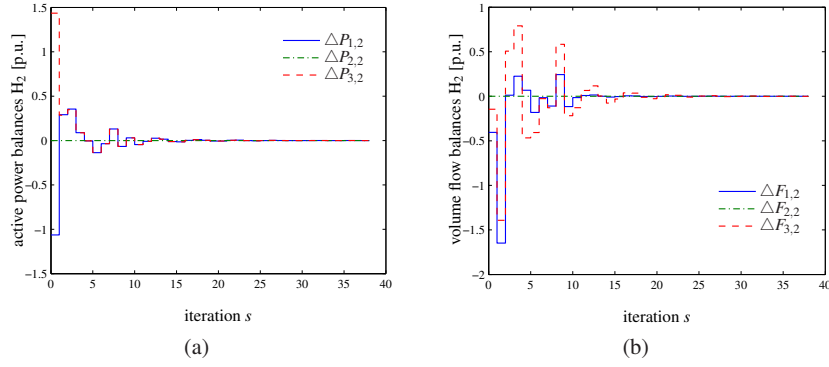 active power balances H₂ [p.u.]
1.5
1
0.5
0
−0.5
−1
−1.5
0 5 10 15 20 25 30 35 40
△P₁,₂
△P₂,₂
△P₃,₂
iteration s
(a)
volume flow balances H₂ [p.u.]
1
0.5
0
−0.5
−1
−1.5
−2
0 5 10 15 20 25 30 35 40
△F₁,₂
△F₂,₂
△F₃,₂
iteration s
(b)